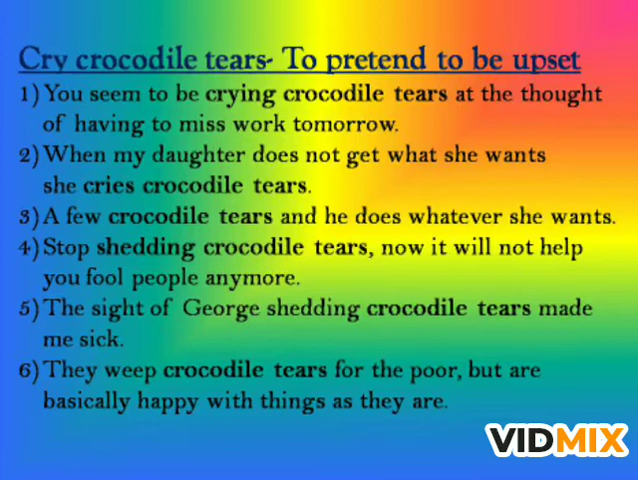 Cry crocodile tears- To pretend to be upset
1) You seem to be crying crocodile tears at the thought
of having to miss work tomorrow.
2) When my daughter does not get what she wants
she cries crocodile tears.
3) A few crocodile tears and he does whatever she wants.
4) Stop shedding crocodile tears, now it will not help
you fool people anymore.
5) The sight of George shedding crocodile tears made
me sick.
6) They weep crocodile tears for the poor, but are
basically happy with things as they are.
VIDMIX